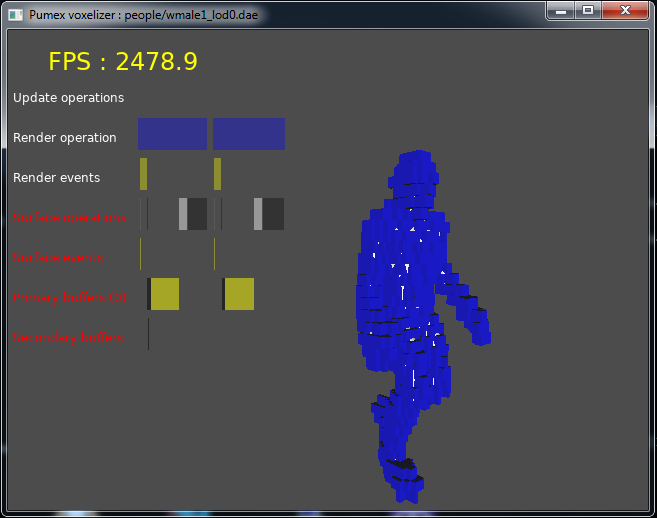 Pumex voxelizer : people/wmale1_lod0.dae
FPS : 2478.9
Update operations
Render operation
Render events
Surface operations
Surface events
Primary buffers (0)
Secondary buffers